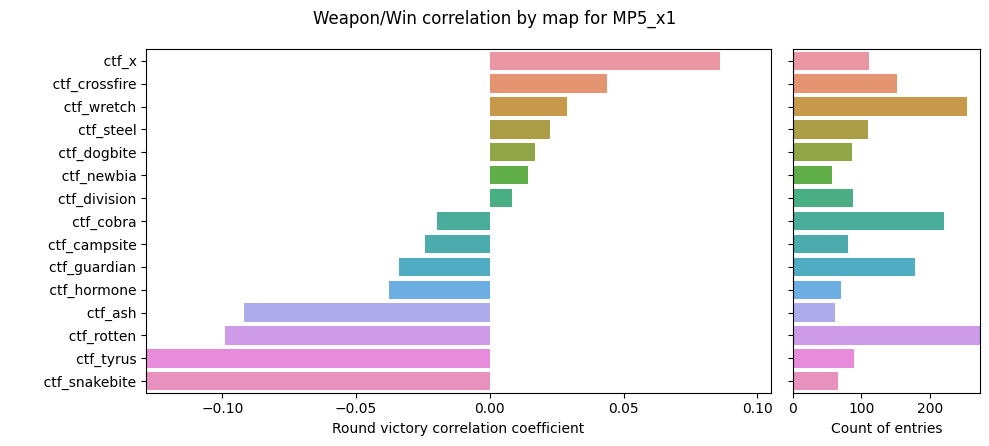 Weapon/Win correlation by map for MP5_x1
ctf_x
ctf_crossfire
ctf_wretch
ctf_steel
ctf_dogbite
ctf_newbia
ctf_division
ctf_cobra
ctf_campsite
ctf_guardian
ctf_hormone
ctf_ash
ctf_rotten
ctf_tyrus
ctf_snakebite
−0.10 −0.05 0.00 0.05 0.10 0 100 200
Round victory correlation coefficient Count of entries